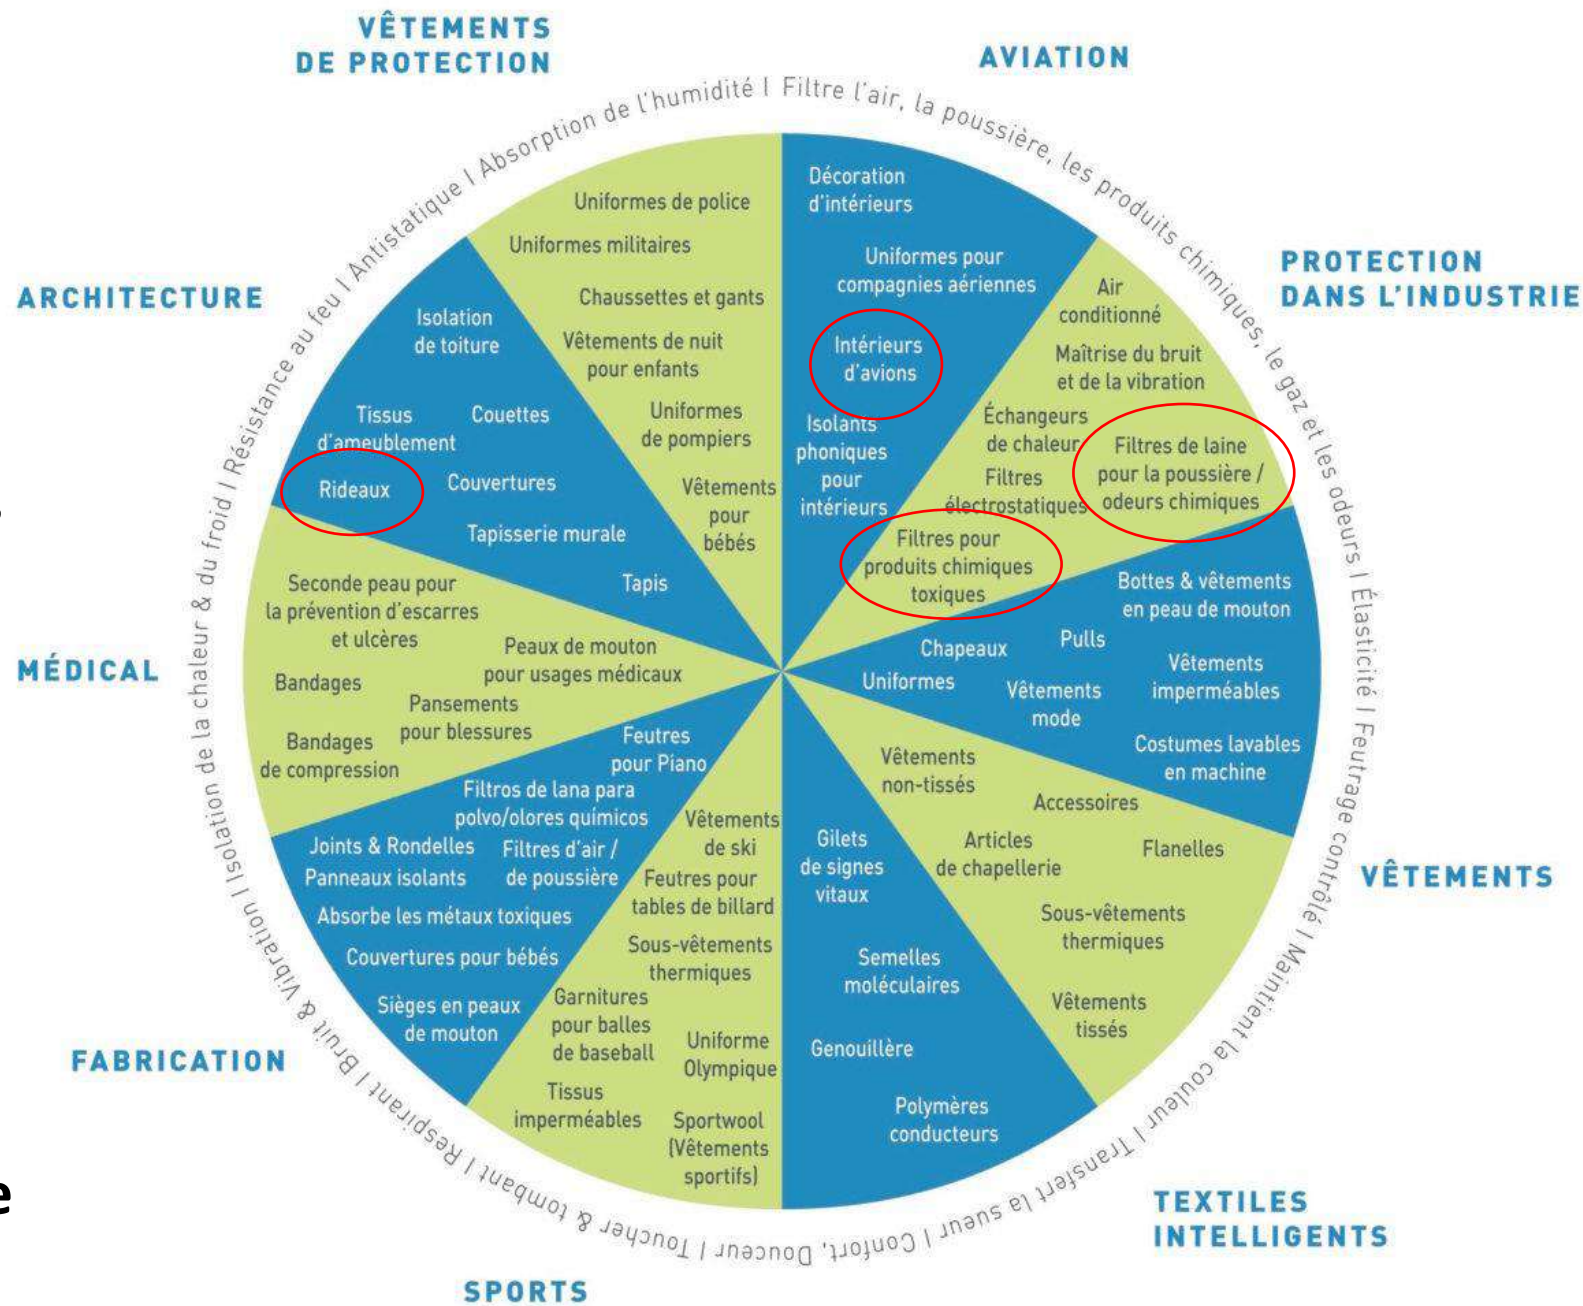 VÊTEMENTS
DE PROTECTION
AVIATION
PROTECTION
DANS L'INDUSTRIE
ARCHITECTURE
MÉDICAL
VÊTEMENTS
FABRICATION
TEXTILES
INTELLIGENTS
SPORTS
Filtre l'air, la poussière, les produits chimiques, le gaz et les odeurs I Élasticité I Feutrage contrôlé I Maintient la couleur I Transfert la sueur I Confort, Douceur I Toucher & tombant I Respirant I Bruit & Vibration I Isolation I Isolation de la chaleur & du froid I Résistance au feu I Antistatique I Absorption de l'humidité I
Décoration
d'intérieurs
Uniformes pour
compagnies aériennes
Intérieurs
d'avions
Isolants
phoniques
pour
intérieurs
Air
conditionné
Maîtrise du bruit
et de la vibration
Échangeurs
de chaleur
Filtres de laine
pour la poussière /
odeurs chimiques
Filtres
électrostatiques
Filtres pour
produits chimiques
toxiques
Bottes & vêtements
en peau de mouton
Chapeaux
Pulls
Uniformes
Vêtements
mode
Vêtements
imperméables
Costumes lavables
en machine
Vêtements
non-tissés
Accessoires
Articles
de chapellerie
Flanelles
Sous-vêtements
thermiques
Vêtements
tissés
Gilets
de signes
vitaux
Semelles
moléculaires
Genouillère
Polymères
conducteurs
Vêtements
de ski
Feutres pour
tables de billard
Sous-vêtements
thermiques
Garnitures
pour balles
de baseball
Uniforme
Olympique
Tissus
imperméables
Sportwool
(Vêtements
sportifs)
Feutres
pour Piano
Filtros de lana para
polvo/olores químicos
Joints & Rondelles
Filtres d'air /
de poussière
Panneaux isolants
Absorbe les métaux toxiques
Couvertures pour bébés
Sièges en peaux
de mouton
Seconde peau pour
la prévention d'escarres
et ulcères
Peaux de mouton
pour usages médicaux
Bandages
Pansements
pour blessures
Bandages
de compression
Isolation
de toiture
Tissus
d'ameublement
Couettes
Rideaux
Couvertures
Tapisserie murale
Tapis
Uniformes de police
Uniformes militaires
Chaussettes et gants
Vêtements de nuit
pour enfants
Uniformes
de pompiers
Vêtements
pour
bébés
e